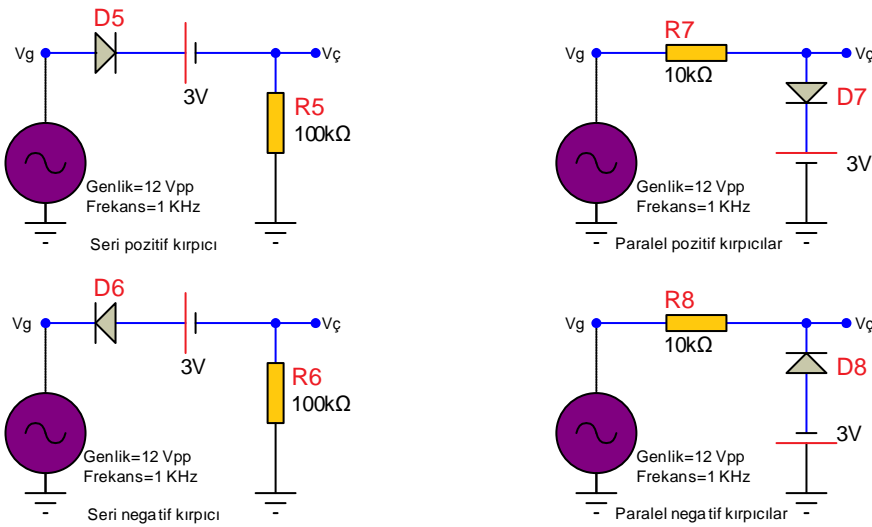 D5
Vg
Vç
3V
R5
100kΩ
Genlik=12 Vpp
Frekans=1 KHz
Seri pozitif kırpıcı
R7
Vg
Vç
10kΩ
D7
3V
Genlik=12 Vpp
Frekans=1 KHz
Paralel pozitif kırpıcılar
D6
Vg
Vç
3V
R6
100kΩ
Genlik=12 Vpp
Frekans=1 KHz
Seri negatif kırpıcı
R8
Vg
Vç
10kΩ
D8
3V
Genlik=12 Vpp
Frekans=1 KHz
Paralel negatif kırpıcılar